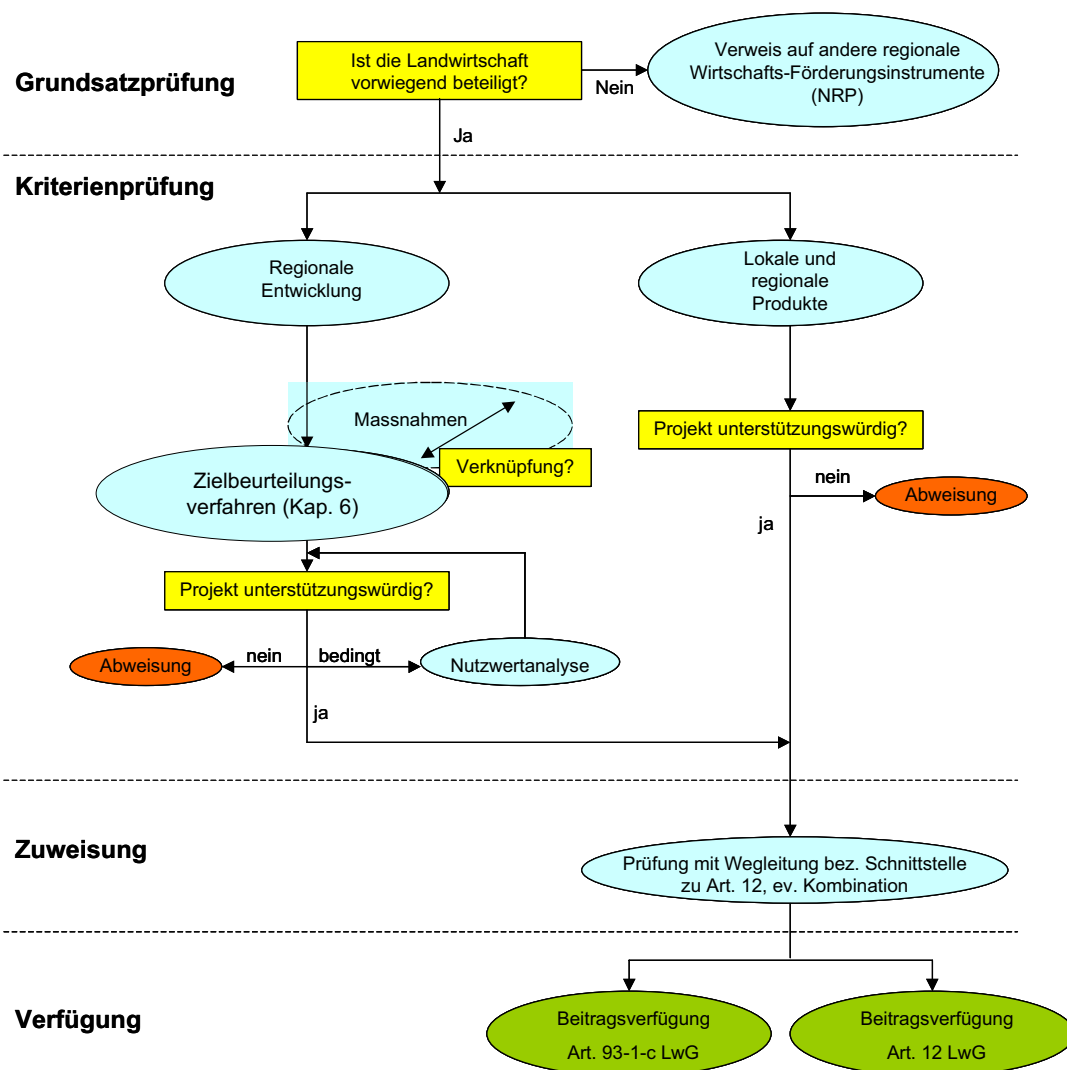 Grundsatzprüfung
Ist die Landwirtschaft
vorwiegend beteiligt?
Nein
Verweis auf andere regionale
Wirtschafts-Förderungsinstrumente
(NRP)
Ja
Kriterienprüfung
Regionale
Entwicklung
Lokale und
regionale
Produkte
Massnahmen
Verknüpfung?
Zielbeurteilungs-
verfahren (Kap. 6)
Projekt unterstützungswürdig?
nein
Abweisung
ja
Projekt unterstützungswürdig?
Abweisung
nein
bedingt
Nutzwertanalyse
ja
Zuweisung
Prüfung mit Wegleitung bez. Schnittstelle
zu Art. 12, ev. Kombination
Verfügung
Beitragsverfügung
Art. 93-1-c LwG
Beitragsverfügung
Art. 12 LwG